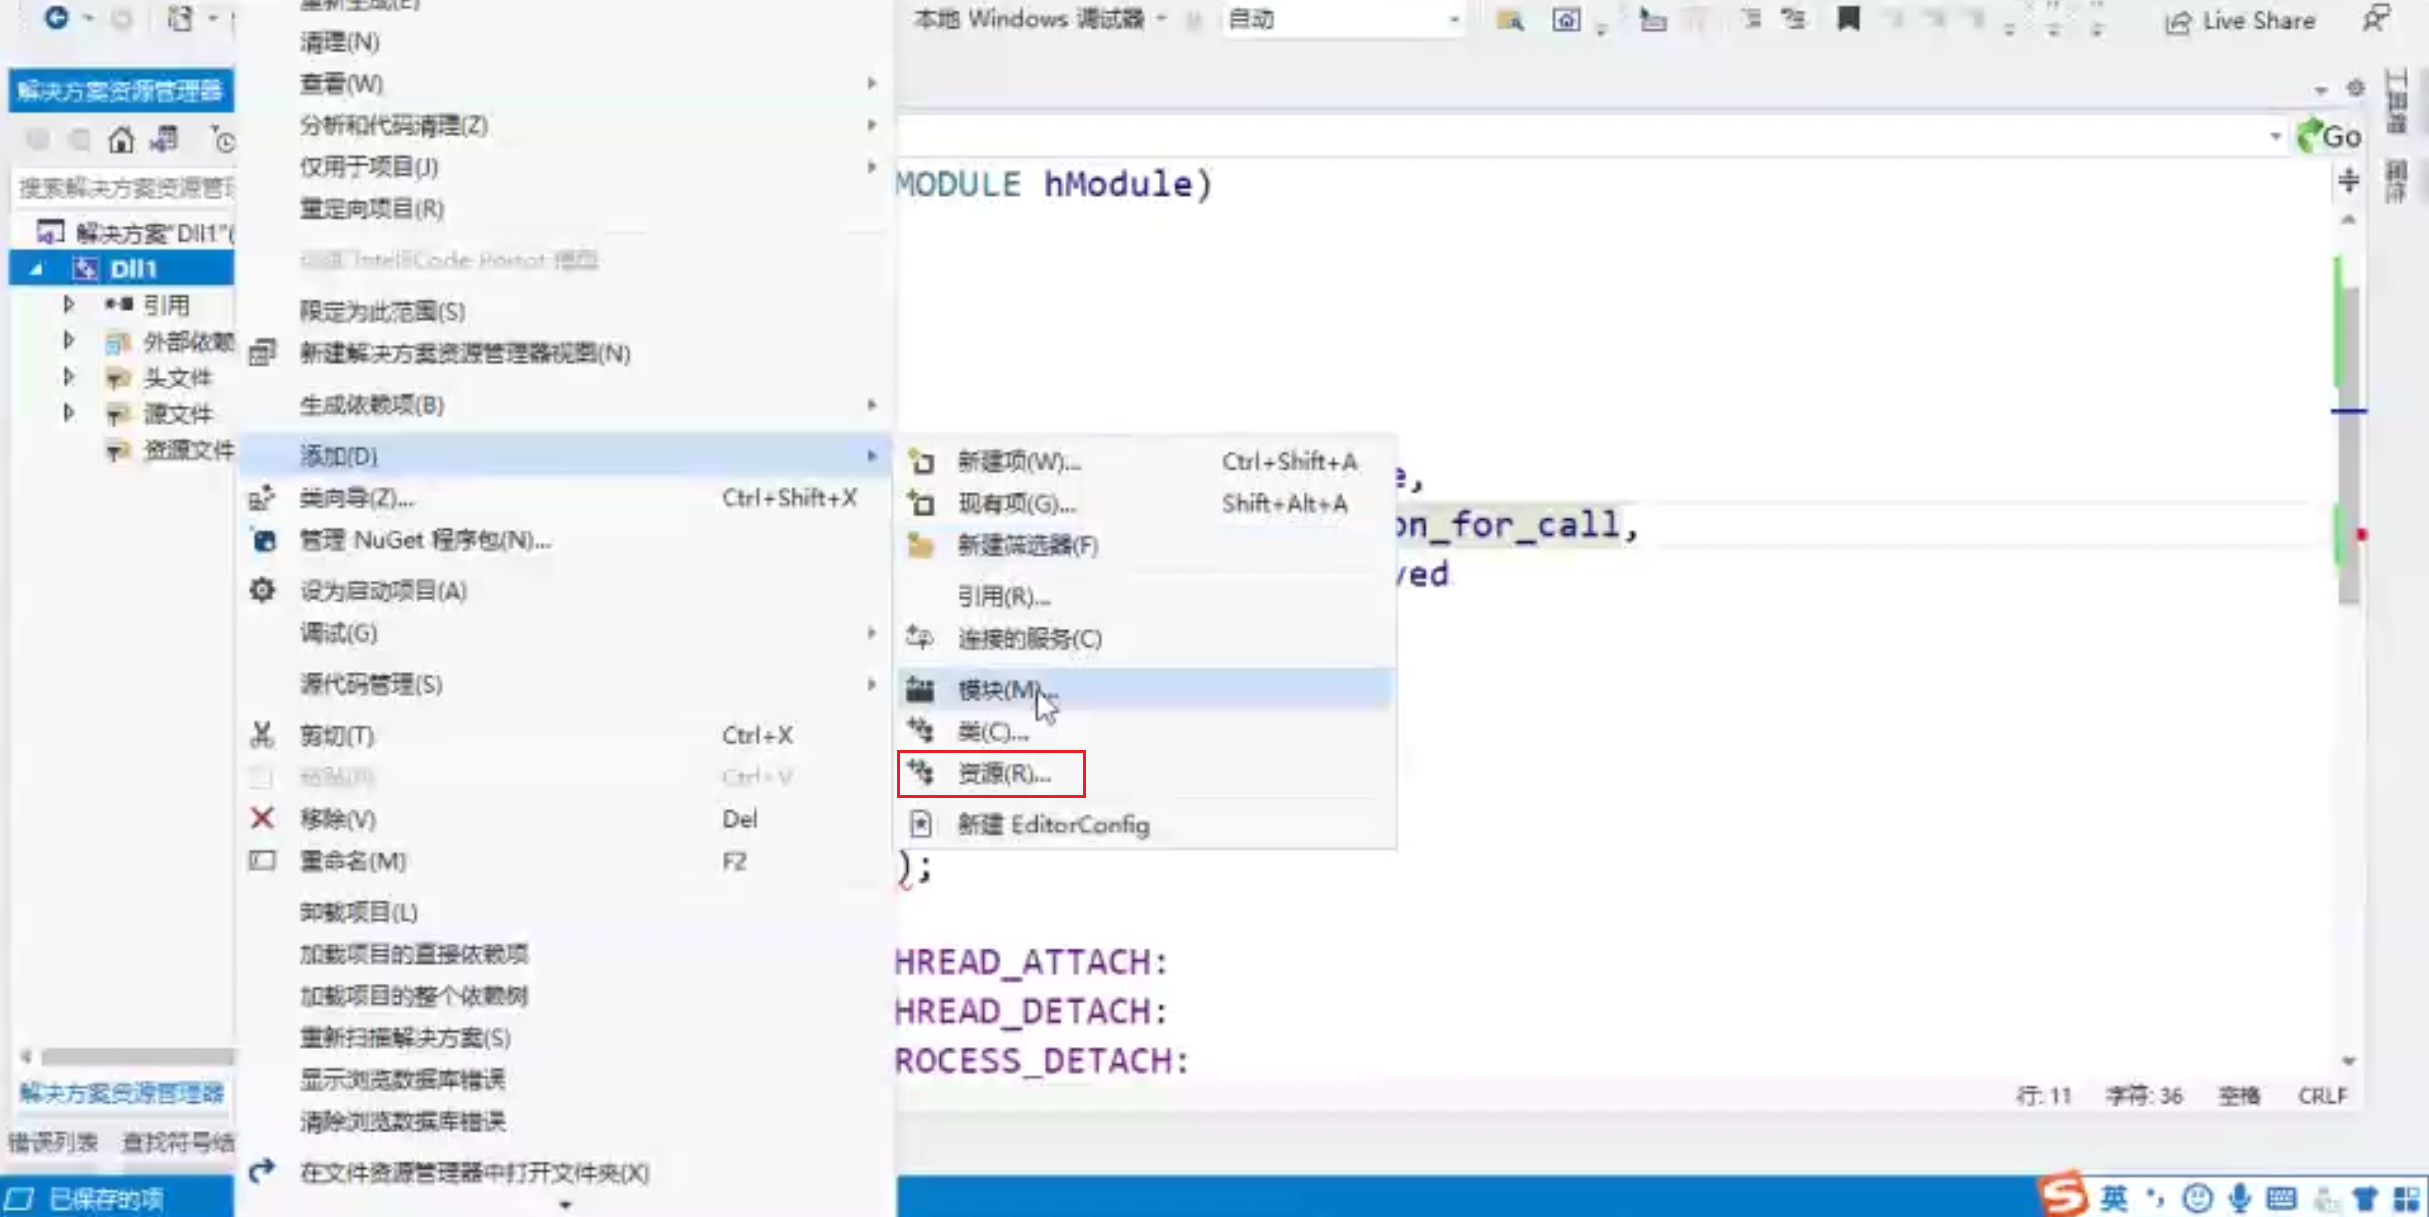 重新生成(E)
本地 Windows 调试器
自动
Live Share
清理(N)
查看(W)
分析和代码清理(Z)
仅用于项目(J)
重定向项目(R)
限定为此范围(S)
新建解决方案资源管理器视图(N)
生成依赖项(B)
添加(D)
类向导(Z)...
Ctrl+Shift+X
管理 NuGet 程序包(N)...
设为启动项目(A)
调试(G)
源代码管理(S)
剪切(T)
Ctrl+X
粘贴(P)
Ctrl+V
移除(V)
Del
重命名(M)
F2
卸载项目(L)
加载项目的直接依赖项
加载项目的整个依赖树
重新扫描解决方案(S)
显示浏览数据库错误
清除浏览数据库错误
在文件资源管理器中打开文件夹(X)
新建项(W)...
Ctrl+Shift+A
现有项(G)...
Shift+Alt+A
新建筛选器(F)
引用(R)...
连接的服务(C)
模块(M)...
类(C)...
资源(R)...
新建 EditorConfig
解决方案资源管理器
搜索解决方案资源管理
解决方案"Dll1"(
Dll1
引用
外部依赖
头文件
源文件
资源文件
解决方案资源管理器
错误列表
查找符号结
已保存的项
工具箱
属性
Go
MODULE hModule)
e,
on_for_call,
ved
);
HREAD_ATTACH:
HREAD_DETACH:
ROCESS_DETACH:
行: 11
字符: 36
空格
CRLF
英